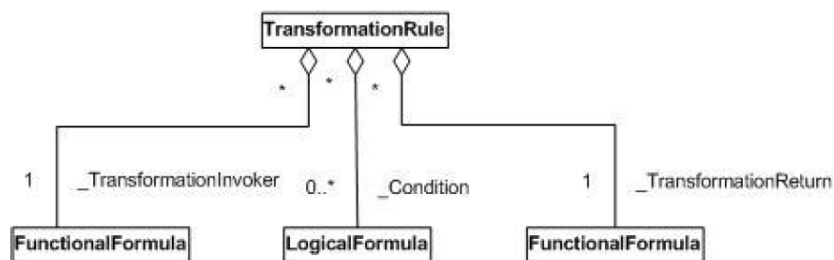 TransformationRule
* * *
1 _TransformationInvoker 0..* _Condition 1 _TransformationReturn
FunctionalFormula LogicalFormula FunctionalFormula